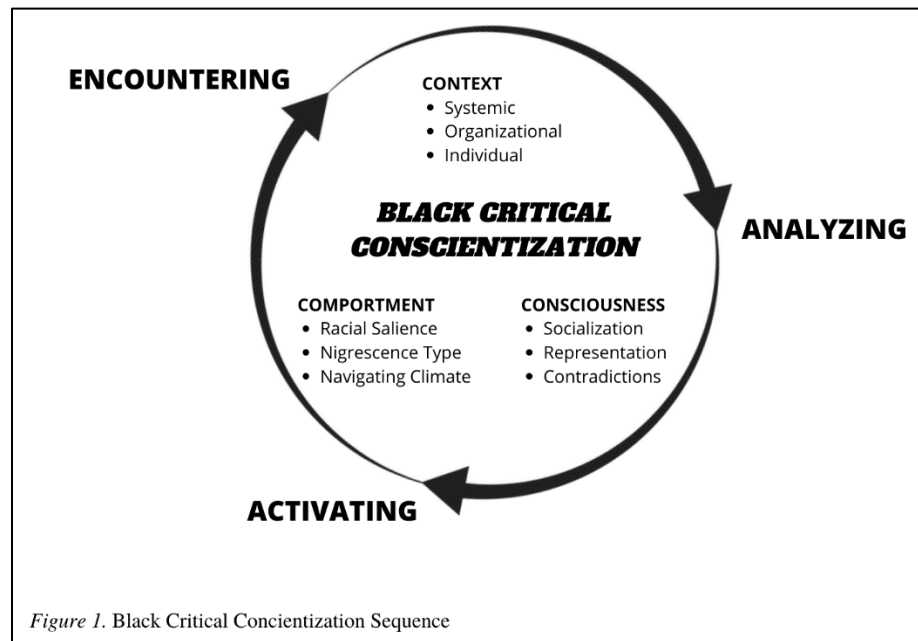 ENCOUNTERING
CONTEXT
• Systemic
• Organizational
• Individual
BLACK CRITICAL
CONSCIENTIZATION
ANALYZING
COMPORTMENT
• Racial Salience
• Nigrescence Type
• Navigating Climate
CONSCIOUSNESS
• Socialization
• Representation
• Contradictions
ACTIVATING
Figure 1. Black Critical Concientization Sequence